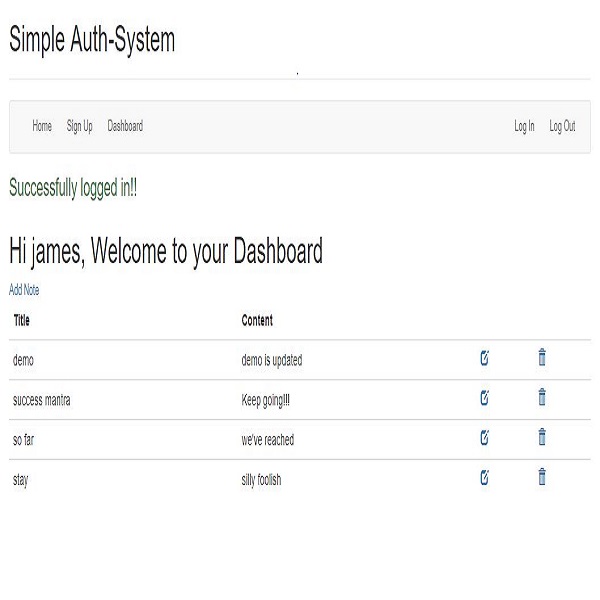 Simple Auth-System
Home Sign Up Dashboard Log In Log Out
Successfully logged in!!
Hi james, Welcome to your Dashboard
Add Note
Title Content
demo demo is updated
success mantra Keep going!!!
so far we've reached
stay silly foolish